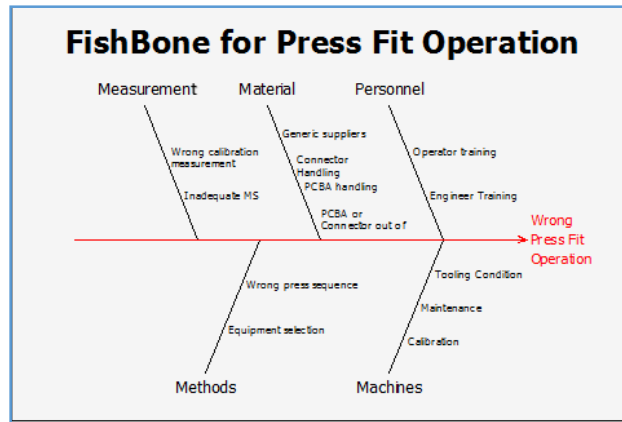 FishBone for Press Fit Operation
Measurement
Material
Personnel
Wrong calibration
measurement
Inadequate MS
Generic suppliers
Connector
Handling
PCBA handling
PCBA or
Connector out of
Operator training
Engineer Training
Wrong
Press Fit
Operation
Wrong press sequence
Equipment selection
Tooling Condition
Maintenance
Calibration
Methods
Machines